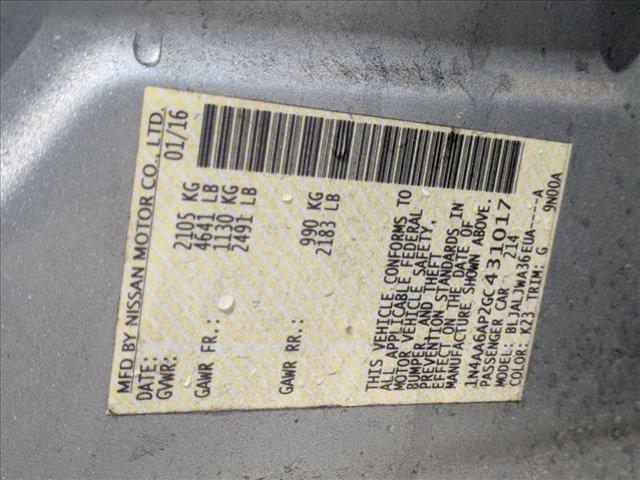 MFD BY NISSAN MOTOR CO., LTD.
DATE: 01/16
GVWR: 2105 KG
4641 LB
GAWR FR.: 1130 KG
2491 LB
GAWR RR.: 990 KG
2183 LB
THIS VEHICLE CONFORMS TO
ALL APPLICABLE FEDERAL
MOTOR VEHICLE SAFETY,
BUMPER AND THEFT
PREVENTION STANDARDS IN
EFFECT ON THE DATE OF
MANUFACTURE SHOWN ABOVE.
1N4AA6AP2GC431017
PASSENGER CAR 214
MODEL: BLJALJWA36EUA----A
COLOR: K23 TRIM: G 9N00A